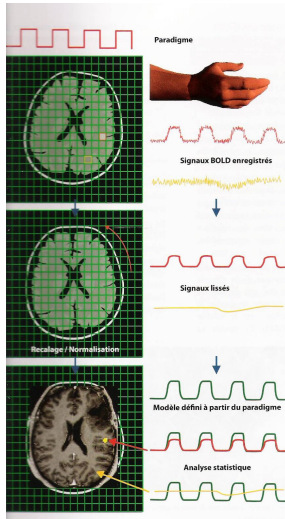 Paradigme
Signaux BOLD enregistrés
Signaux lissés
Recalage / Normalisation
Modèle défini à partir du paradigme
Analyse statistique